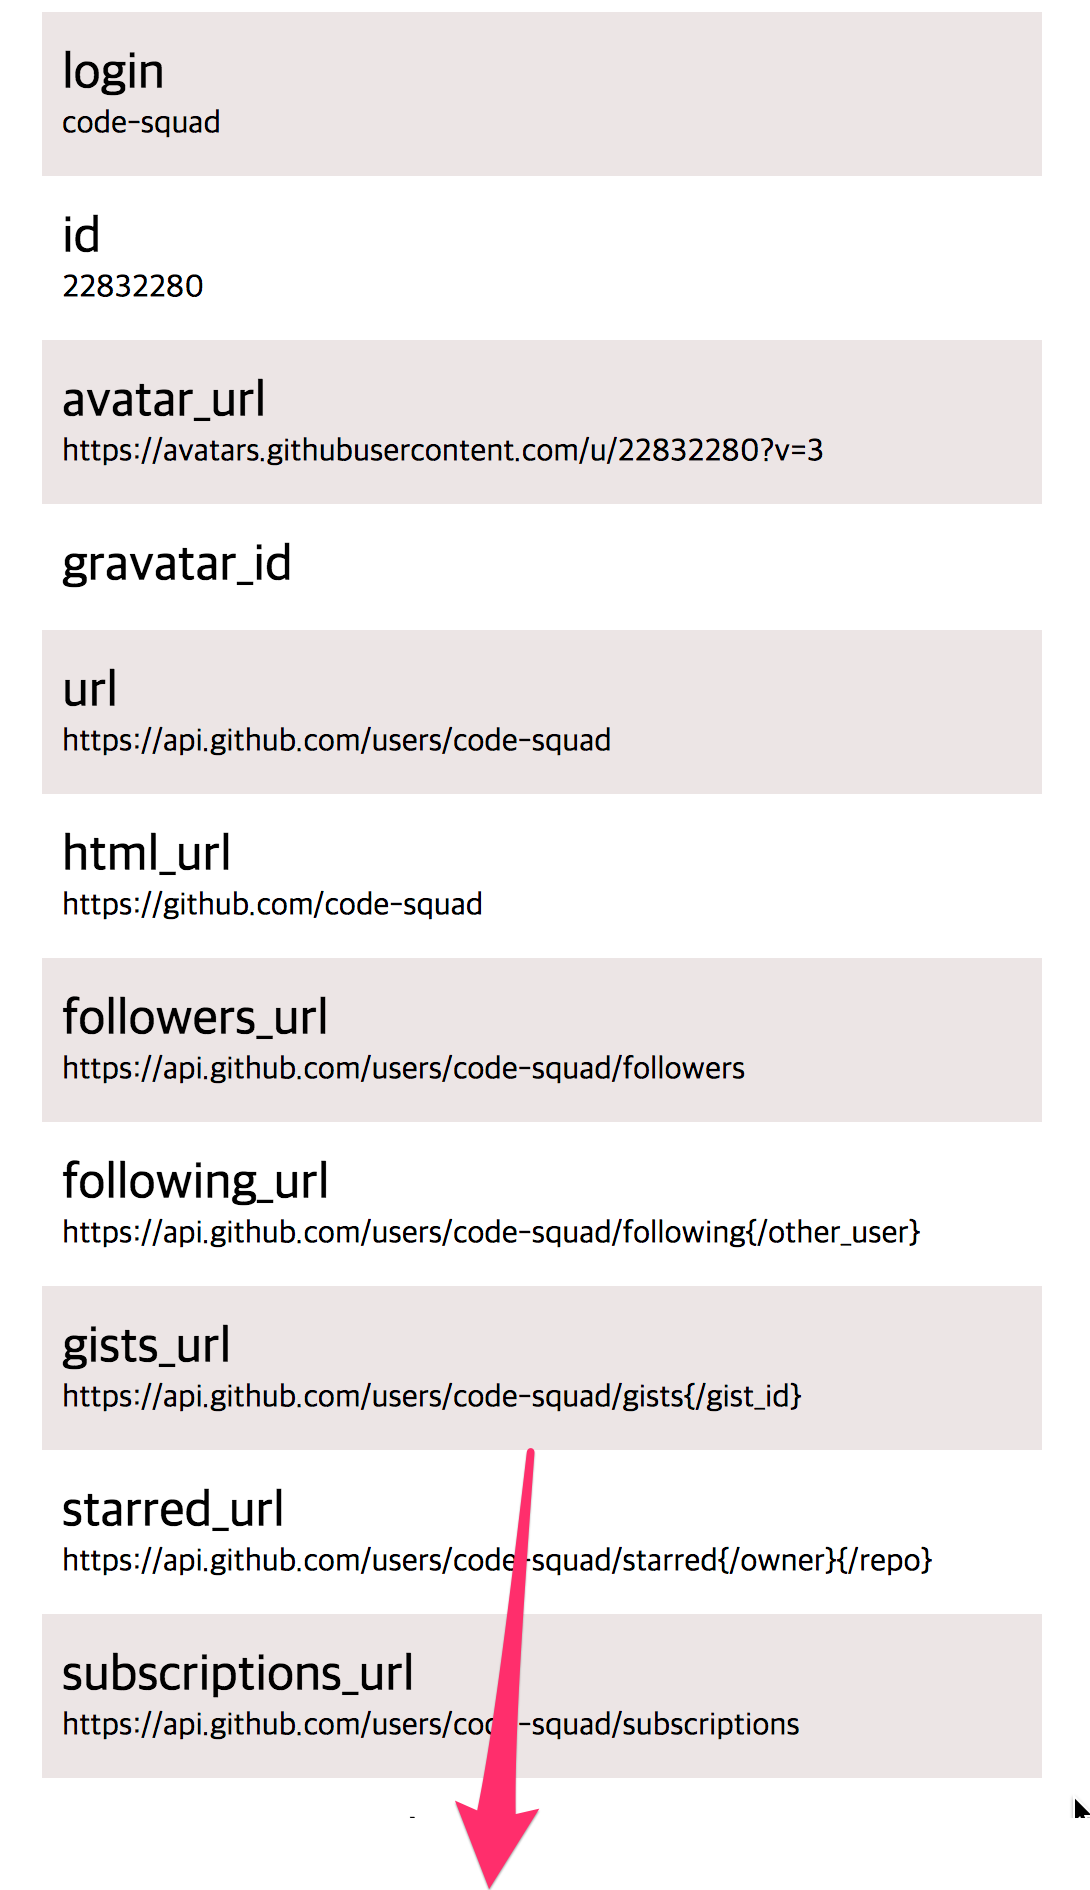 login
code-squad
id
22832280
avatar_url
https://avatars.githubusercontent.com/u/22832280?v=3
gravatar_id
url
https://api.github.com/users/code-squad
html_url
https://github.com/code-squad
followers_url
https://api.github.com/users/code-squad/followers
following_url
https://api.github.com/users/code-squad/following{/other_user}
gists_url
https://api.github.com/users/code-squad/gists{/gist_id}
starred_url
https://api.github.com/users/code-squad/starred{/owner}{/repo}
subscriptions_url
https://api.github.com/users/code-squad/subscriptions